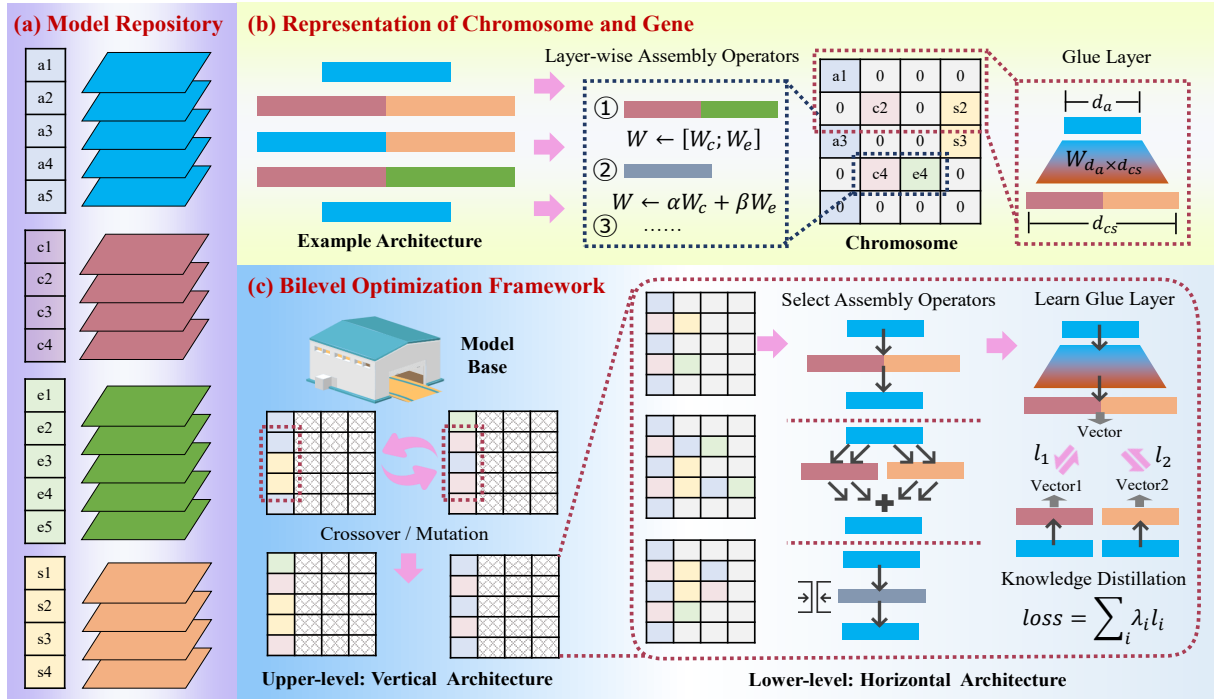 (a) Model Repository
a1
a2
a3
a4
a5
c1
c2
c3
c4
e1
e2
e3
e4
e5
s1
s2
s3
s4
(b) Representation of Chromosome and Gene
Example Architecture
Layer-wise Assembly Operators
①
W ← [W_c; W_e]
②
W ← αW_c + βW_e
③ ......
a1 0 0 0
0 c2 0 s2
a3 0 0 s3
0 c4 e4 0
0 0 0 0
Chromosome
Glue Layer
d_a
W_{d_a×d_{cs}}
d_{cs}
(c) Bilevel Optimization Framework
Model
Base
Crossover / Mutation
Upper-level: Vertical Architecture
Select Assembly Operators
+
Learn Glue Layer
Vector
l_1 l_2
Vector1 Vector2
Knowledge Distillation
loss = ∑_i λ_i l_i
Lower-level: Horizontal Architecture